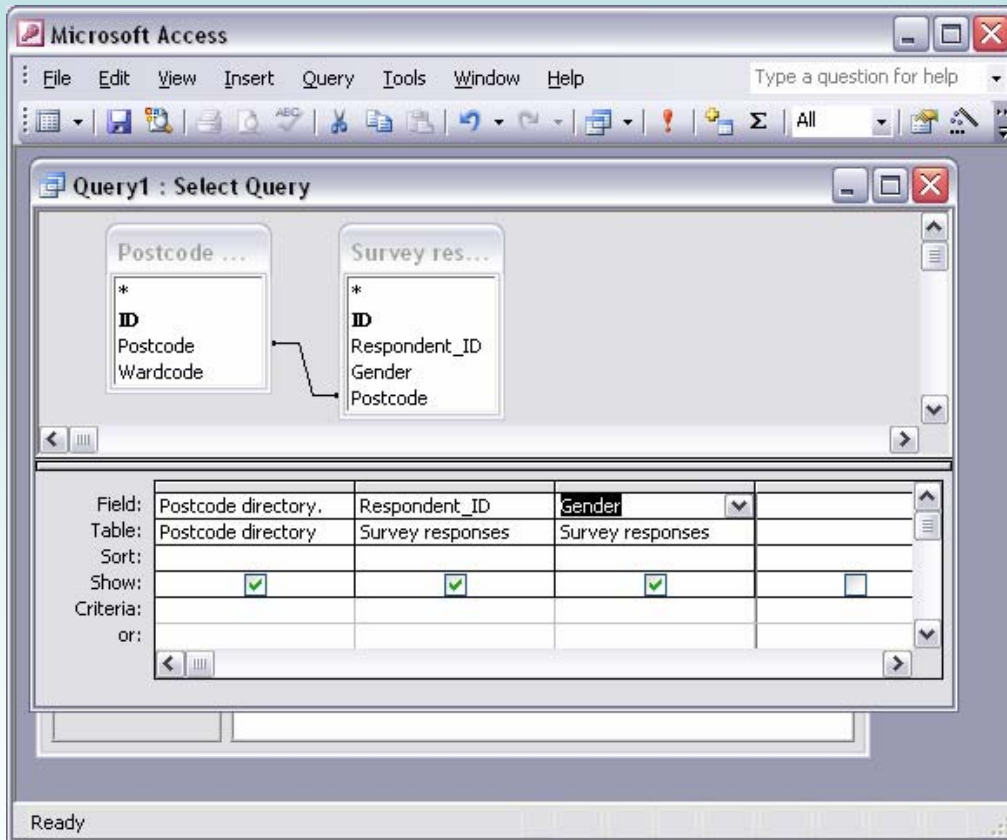 Microsoft Access
File Edit View Insert Query Tools Window Help Type a question for help
ABC Σ All
Query1 : Select Query
Postcode ... Survey res...
* *
ID ID
Postcode Respondent_ID
Wardcode Gender
Postcode
Field: Postcode directory. Respondent_ID Gender
Table: Postcode directory Survey responses Survey responses
Sort:
Show:
Criteria:
or:
Ready